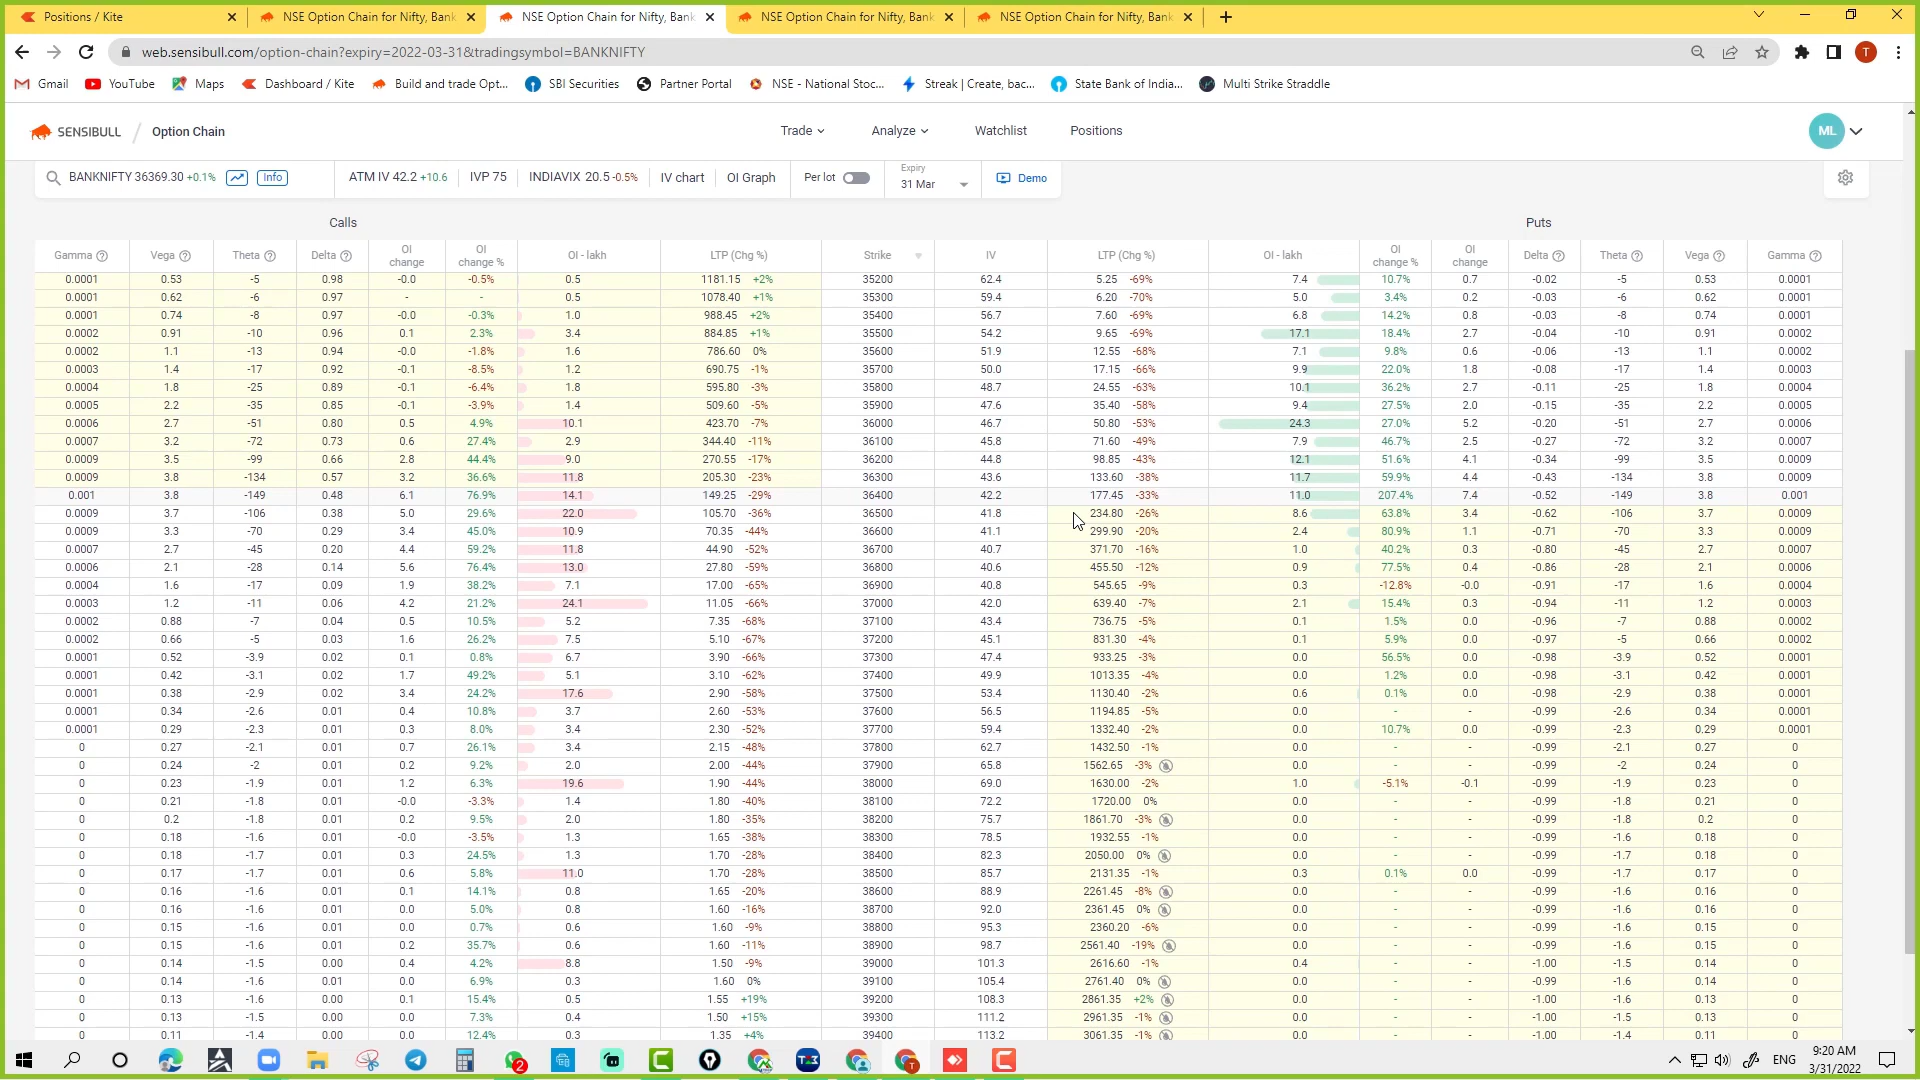 Positions / Kite
NSE Option Chain for Nifty, Bank
NSE Option Chain for Nifty, Bank
NSE Option Chain for Nifty, Bank
NSE Option Chain for Nifty, Bank
web.sensibull.com/option-chain?expiry=2022-03-31&tradingsymbol=BANKNIFTY
T
Gmail YouTube Maps Dashboard / Kite Build and trade Opt... SBI Securities Partner Portal NSE - National Stoc... Streak | Create, bac... State Bank of India... Multi Strike Straddle
SENSIBULL / Option Chain Trade Analyze Watchlist Positions ML
BANKNIFTY 36369.30 +0.1% Info ATM IV 42.2 +10.6 IVP 75 INDIAVIX 20.5 -0.5% IV chart OI Graph Per lot Expiry 31 Mar Demo
Calls Puts
Gamma Vega Theta Delta OI change OI change % OI - lakh LTP (Chg %) Strike IV LTP (Chg %) OI - lakh OI change % OI change Delta Theta Vega Gamma
0.0001 0.53 -5 0.98 -0.0 -0.5% 0.5 1181.15 +2% 35200 62.4 5.25 -69% 7.4 10.7% 0.7 -0.02 -5 0.53 0.0001
0.0001 0.62 -6 0.97 - - 0.5 1078.40 +1% 35300 59.4 6.20 -70% 5.0 3.4% 0.2 -0.03 -6 0.62 0.0001
0.0001 0.74 -8 0.97 -0.0 -0.3% 1.0 988.45 +2% 35400 56.7 7.60 -69% 6.8 14.2% 0.8 -0.03 -8 0.74 0.0001
0.0002 0.91 -10 0.96 0.1 2.3% 3.4 884.85 +1% 35500 54.2 9.65 -69% 17.1 18.4% 2.7 -0.04 -10 0.91 0.0002
0.0002 1.1 -13 0.94 -0.0 -1.8% 1.6 786.60 0% 35600 51.9 12.55 -68% 7.1 9.8% 0.6 -0.06 -13 1.1 0.0002
0.0003 1.4 -17 0.92 -0.1 -8.5% 1.2 690.75 -1% 35700 50.0 17.15 -66% 9.9 22.0% 1.8 -0.08 -17 1.4 0.0003
0.0004 1.8 -25 0.89 -0.1 -6.4% 1.8 595.80 -3% 35800 48.7 24.55 -63% 10.1 36.2% 2.7 -0.11 -25 1.8 0.0004
0.0005 2.2 -35 0.85 -0.1 -3.9% 1.4 509.60 -5% 35900 47.6 35.40 -58% 9.4 27.5% 2.0 -0.15 -35 2.2 0.0005
0.0006 2.7 -51 0.80 0.5 4.9% 10.1 423.70 -7% 36000 46.7 50.80 -53% 24.3 27.0% 5.2 -0.20 -51 2.7 0.0006
0.0007 3.2 -72 0.73 0.6 27.4% 2.9 344.40 -11% 36100 45.8 71.60 -49% 7.9 46.7% 2.5 -0.27 -72 3.2 0.0007
0.0009 3.5 -99 0.66 2.8 44.4% 9.0 270.55 -17% 36200 44.8 98.85 -43% 12.1 51.6% 4.1 -0.34 -99 3.5 0.0009
0.0009 3.8 -134 0.57 3.2 36.6% 11.8 205.30 -23% 36300 43.6 133.60 -38% 11.7 59.9% 4.4 -0.43 -134 3.8 0.0009
0.001 3.8 -149 0.48 6.1 76.9% 14.1 149.25 -29% 36400 42.2 177.45 -33% 11.0 207.4% 7.4 -0.52 -149 3.8 0.001
0.0009 3.7 -106 0.38 5.0 29.6% 22.0 105.70 -36% 36500 41.8 234.80 -26% 8.6 63.8% 3.4 -0.62 -106 3.7 0.0009
0.0009 3.3 -70 0.29 3.4 45.0% 10.9 70.35 -44% 36600 41.1 299.90 -20% 2.4 80.9% 1.1 -0.71 -70 3.3 0.0009
0.0007 2.7 -45 0.20 4.4 59.2% 11.8 44.90 -52% 36700 40.7 371.70 -16% 1.0 40.2% 0.3 -0.80 -45 2.7 0.0007
0.0006 2.1 -28 0.14 5.6 76.4% 13.0 27.80 -59% 36800 40.6 455.50 -12% 0.9 77.5% 0.4 -0.86 -28 2.1 0.0006
0.0004 1.6 -17 0.09 1.9 38.2% 7.1 17.00 -65% 36900 40.8 545.65 -9% 0.3 -12.8% -0.0 -0.91 -17 1.6 0.0004
0.0003 1.2 -11 0.06 4.2 21.2% 24.1 11.05 -66% 37000 42.0 639.40 -7% 2.1 15.4% 0.3 -0.94 -11 1.2 0.0003
0.0002 0.88 -7 0.04 0.5 10.5% 5.2 7.35 -68% 37100 43.4 736.75 -5% 0.1 1.5% 0.0 -0.96 -7 0.88 0.0002
0.0002 0.66 -5 0.03 1.6 26.2% 7.5 5.10 -67% 37200 45.1 831.30 -4% 0.1 5.9% 0.0 -0.97 -5 0.66 0.0002
0.0001 0.52 -3.9 0.02 0.1 0.8% 6.7 3.90 -66% 37300 47.4 933.25 -3% 0.0 56.5% 0.0 -0.98 -3.9 0.52 0.0001
0.0001 0.42 -3.1 0.02 1.7 49.2% 5.1 3.10 -62% 37400 49.9 1013.35 -4% 0.0 1.2% 0.0 -0.98 -3.1 0.42 0.0001
0.0001 0.38 -2.9 0.02 3.4 24.2% 17.6 2.90 -58% 37500 53.4 1130.40 -2% 0.6 0.1% 0.0 -0.98 -2.9 0.38 0.0001
0.0001 0.34 -2.6 0.01 0.4 10.8% 3.7 2.60 -53% 37600 56.5 1194.85 -5% 0.0 - - -0.99 -2.6 0.34 0.0001
0.0001 0.29 -2.3 0.01 0.3 8.0% 3.4 2.30 -52% 37700 59.4 1332.40 -2% 0.0 10.7% 0.0 -0.99 -2.3 0.29 0.0001
0 0.27 -2.1 0.01 0.7 26.1% 3.4 2.15 -48% 37800 62.7 1432.50 -1% 0.0 - - -0.99 -2.1 0.27 0
0 0.24 -2 0.01 0.2 9.2% 2.0 2.00 -44% 37900 65.8 1562.65 -3% 0.0 - - -0.99 -2 0.24 0
0 0.23 -1.9 0.01 1.2 6.3% 19.6 1.90 -44% 38000 69.0 1630.00 -2% 1.0 -5.1% -0.1 -0.99 -1.9 0.23 0
0 0.21 -1.8 0.01 -0.0 -3.3% 1.4 1.80 -40% 38100 72.2 1720.00 0% 0.0 - - -0.99 -1.8 0.21 0
0 0.2 -1.8 0.01 0.2 9.5% 2.0 1.80 -35% 38200 75.7 1861.70 -3% 0.0 - - -0.99 -1.8 0.2 0
0 0.18 -1.6 0.01 -0.0 -3.5% 1.3 1.65 -38% 38300 78.5 1932.55 -1% 0.0 - - -0.99 -1.6 0.18 0
0 0.18 -1.7 0.01 0.3 24.5% 1.3 1.70 -28% 38400 82.3 2050.00 0% 0.0 - - -0.99 -1.7 0.18 0
0 0.17 -1.7 0.01 0.6 5.8% 11.0 1.70 -28% 38500 85.7 2131.35 -1% 0.3 0.1% 0.0 -0.99 -1.7 0.17 0
0 0.16 -1.6 0.01 0.1 14.1% 0.8 1.65 -20% 38600 88.9 2261.45 -8% 0.0 - - -0.99 -1.6 0.16 0
0 0.16 -1.6 0.01 0.0 5.0% 0.8 1.60 -16% 38700 92.0 2361.45 0% 0.0 - - -0.99 -1.6 0.16 0
0 0.15 -1.6 0.01 0.0 0.7% 0.6 1.60 -9% 38800 95.3 2360.20 -6% 0.0 - - -0.99 -1.6 0.15 0
0 0.15 -1.6 0.01 0.2 35.7% 0.6 1.60 -11% 38900 98.7 2561.40 -19% 0.0 - - -0.99 -1.6 0.15 0
0 0.14 -1.5 0.00 0.4 4.2% 8.8 1.50 -9% 39000 101.3 2616.60 -1% 0.4 - - -1.00 -1.5 0.14 0
0 0.14 -1.6 0.01 0.0 6.9% 0.3 1.60 0% 39100 105.4 2761.40 0% 0.0 - - -0.99 -1.6 0.14 0
0 0.13 -1.6 0.00 0.1 15.4% 0.5 1.55 +19% 39200 108.3 2861.35 +2% 0.0 - - -1.00 -1.6 0.13 0
0 0.13 -1.5 0.00 0.0 7.3% 0.4 1.50 +15% 39300 111.2 2961.35 -1% 0.0 - - -1.00 -1.5 0.13 0
0 0.11 -1.4 0.00 0.0 12.4% 0.3 1.35 +4% 39400 113.2 3061.35 -1% 0.0 - - -1.00 -1.4 0.11 0
2 T ENG 9:20 AM
3/31/2022